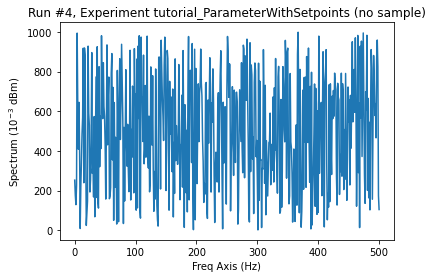 Run #4, Experiment tutorial_ParameterWithSetpoints (no sample)
1000
800
600
400
200
0
Spectrum (10⁻³ dBm)
0 100 200 300 400 500
Freq Axis (Hz)